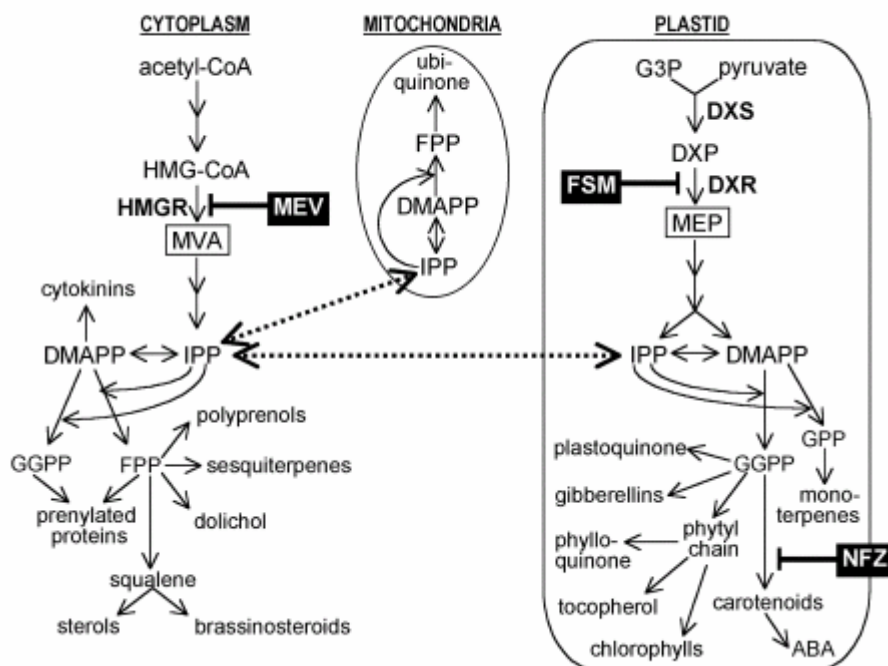 CYTOPLASM
acetyl-CoA
HMG-CoA
HMGR
MEV
MVA
cytokinins
DMAPP
IPP
polyprenols
GGPP
FPP
sesquiterpenes
prenylated
proteins
dolichol
squalene
sterols
brassinosteroids
MITOCHONDRIA
ubi-
quinone
FPP
DMAPP
IPP
PLASTID
G3P
pyruvate
DXS
DXP
FSM
DXR
MEP
IPP
DMAPP
plastoquinone
GGPP
GPP
gibberellins
mono-
terpenes
phyllo-
quinone
phytyl
chain
NFZ
tocopherol
carotenoids
chlorophylls
ABA